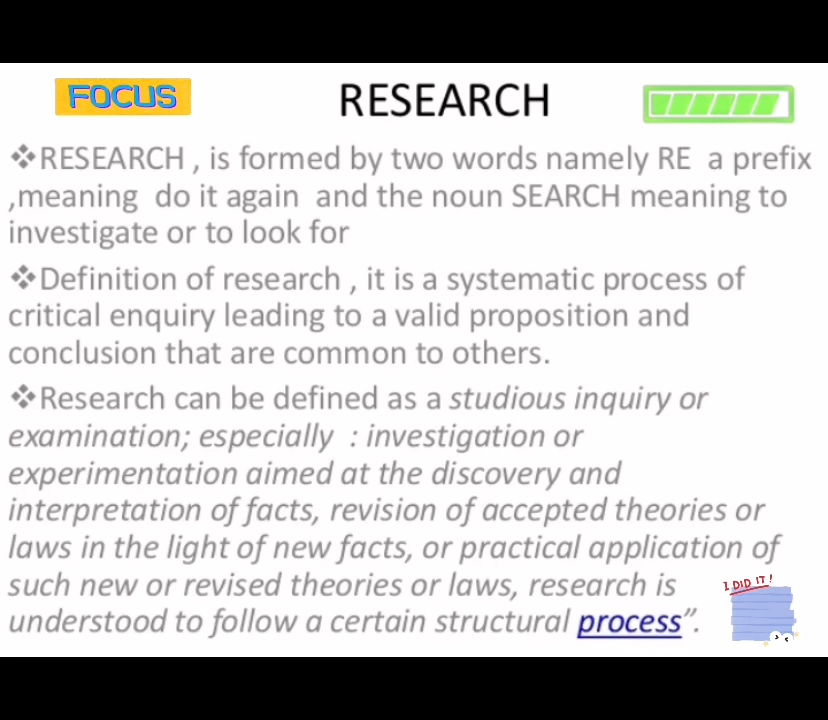 FOCUS
RESEARCH
❖RESEARCH , is formed by two words namely RE a prefix
,meaning do it again and the noun SEARCH meaning to
investigate or to look for
❖Definition of research , it is a systematic process of
critical enquiry leading to a valid proposition and
conclusion that are common to others.
❖Research can be defined as a studious inquiry or
examination; especially : investigation or
experimentation aimed at the discovery and
interpretation of facts, revision of accepted theories or
laws in the light of new facts, or practical application of
such new or revised theories or laws, research is
understood to follow a certain structural process”.
I DID IT!